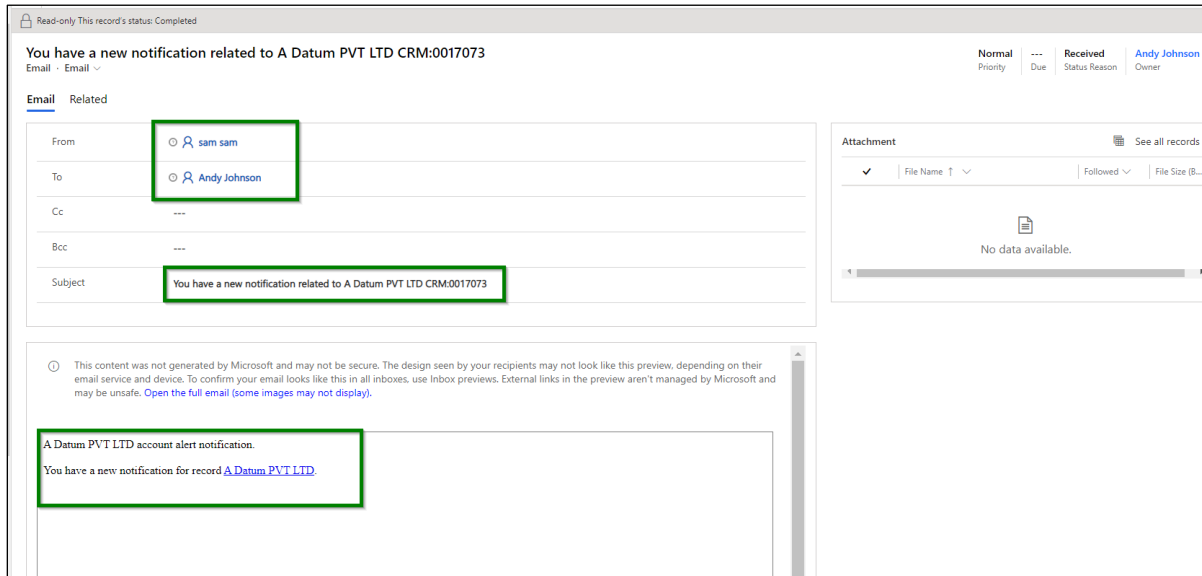 Read-only This record's status: Completed
You have a new notification related to A Datum PVT LTD CRM:0017073
Email · Email
Normal
Priority
---
Due
Received
Status Reason
Andy Johnson
Owner
Email Related
From sam sam
To Andy Johnson
Cc ---
Bcc ---
Subject You have a new notification related to A Datum PVT LTD CRM:0017073
Attachment See all records
File Name ↑ Followed File Size (B...
No data available.
This content was not generated by Microsoft and may not be secure. The design seen by your recipients may not look like this preview, depending on their
email service and device. To confirm your email looks like this in all inboxes, use Inbox previews. External links in the preview aren't managed by Microsoft and
may be unsafe. Open the full email (some images may not display).
A Datum PVT LTD account alert notification.
You have a new notification for record A Datum PVT LTD.